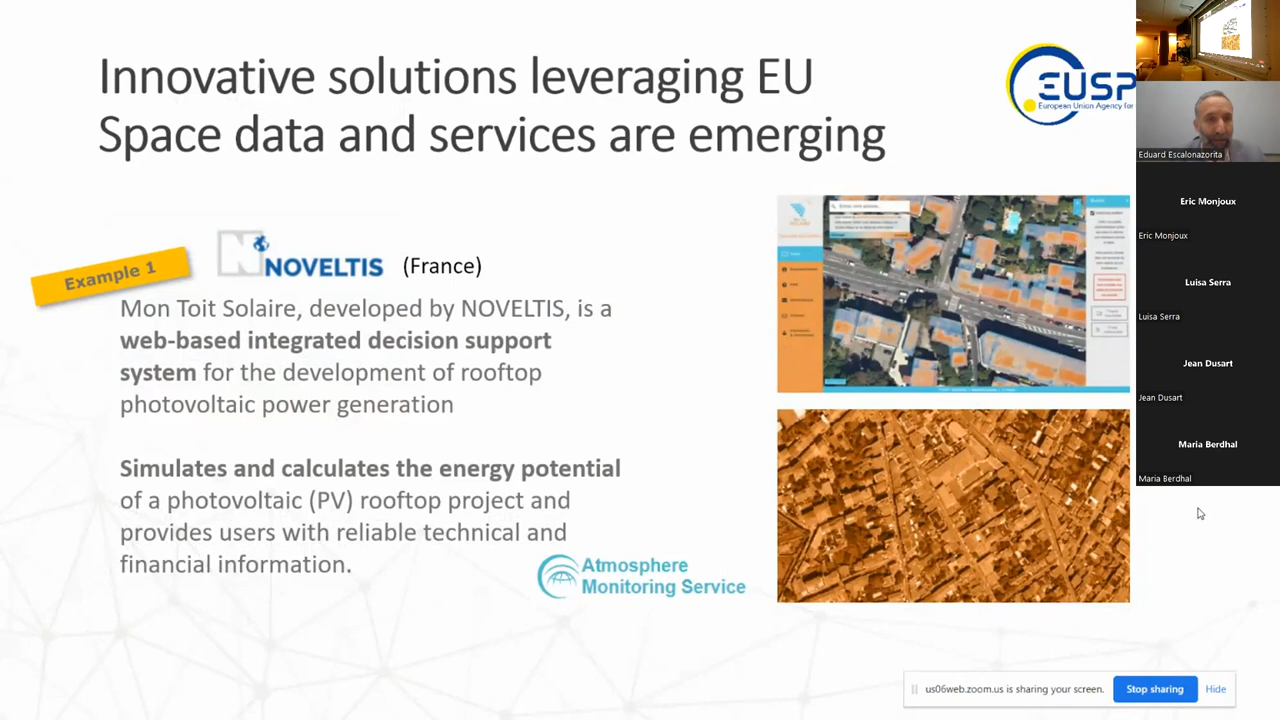 Innovative solutions leveraging EU
Space data and services are emerging
EUSP
European Union Agency for
Example 1
NOVELTIS
(France)
Mon Toit Solaire, developed by NOVELTIS, is a
web-based integrated decision support
system for the development of rooftop
photovoltaic power generation
Simulates and calculates the energy potential
of a photovoltaic (PV) rooftop project and
provides users with reliable technical and
financial information.
Atmosphere
Monitoring Service
Eduard Escalonazorita
Eric Monjoux
Eric Monjoux
Luisa Serra
Luisa Serra
Jean Dusart
Jean Dusart
Maria Berdhal
Maria Berdhal
us06web.zoom.us is sharing your screen.
Stop sharing
Hide